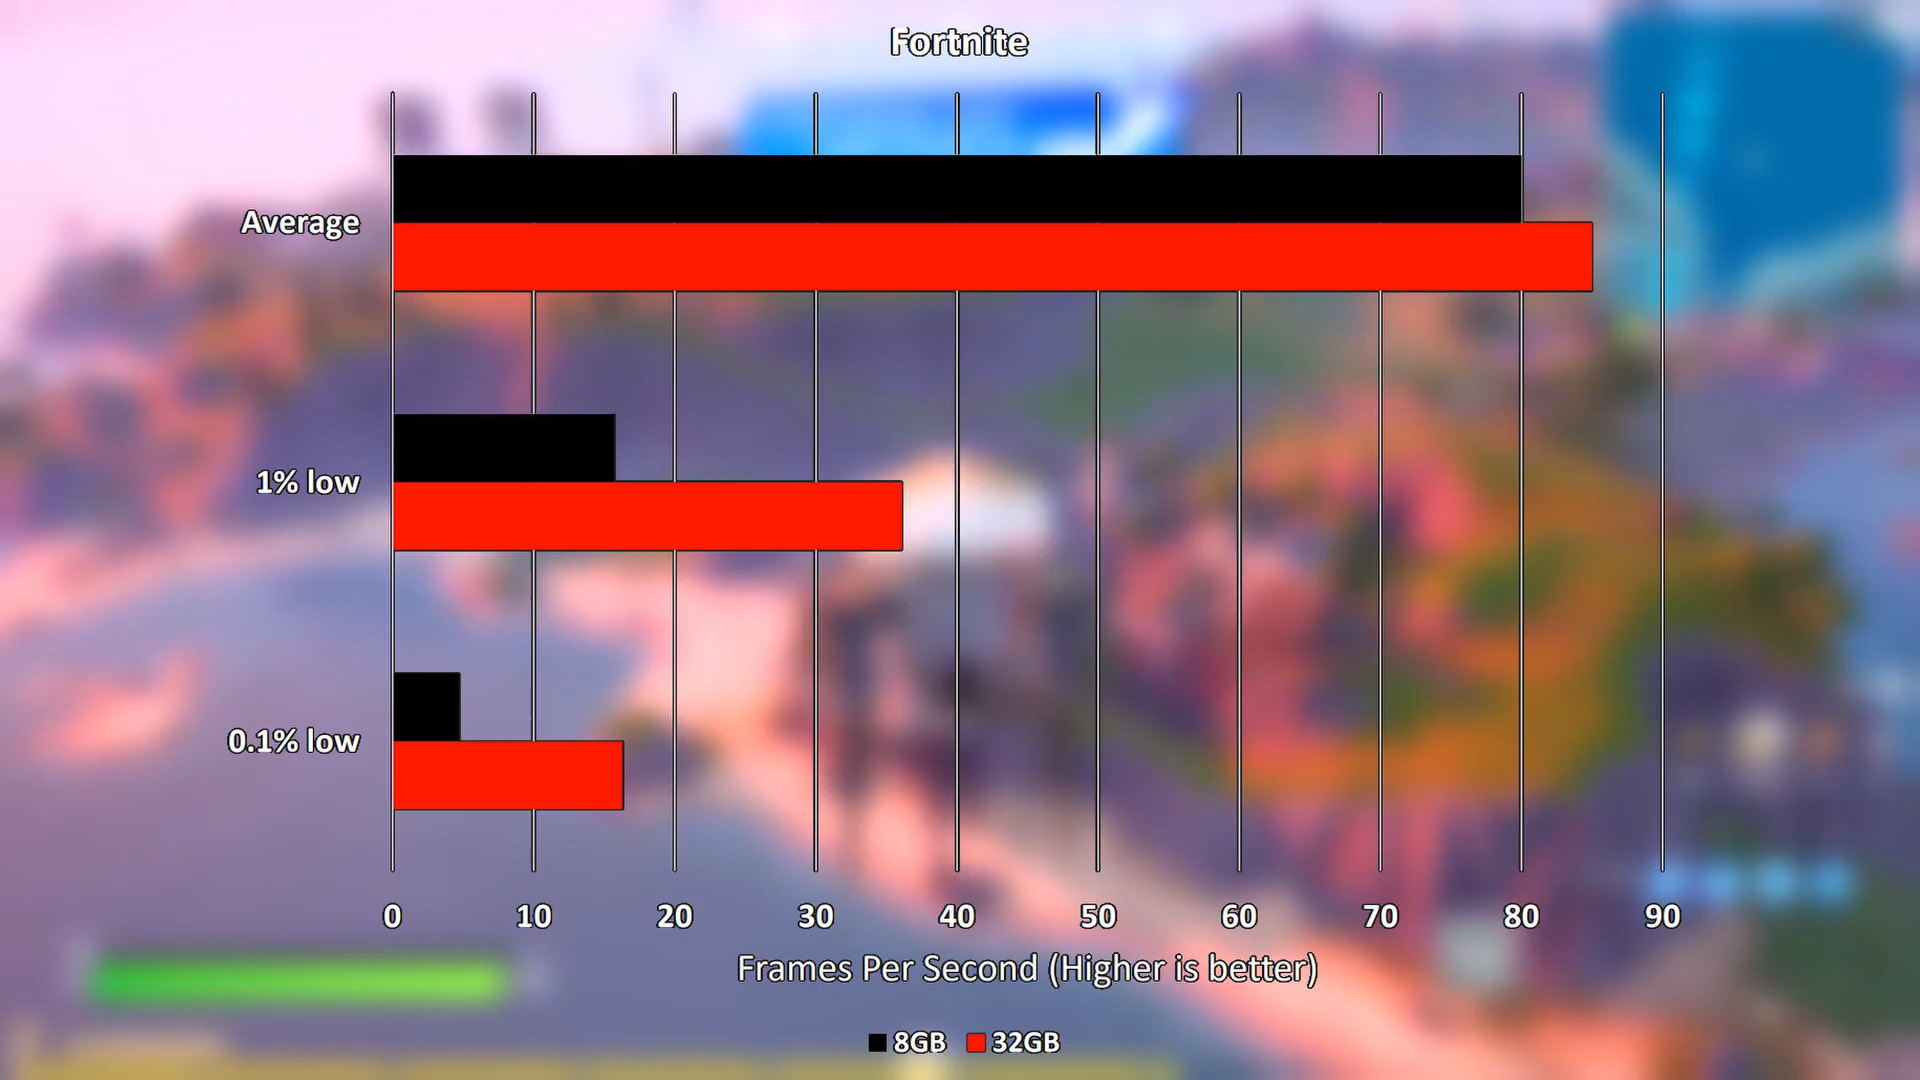 Fortnite
Average
1% low
0.1% low
0 10 20 30 40 50 60 70 80 90
Frames Per Second (Higher is better)
8GB 32GB